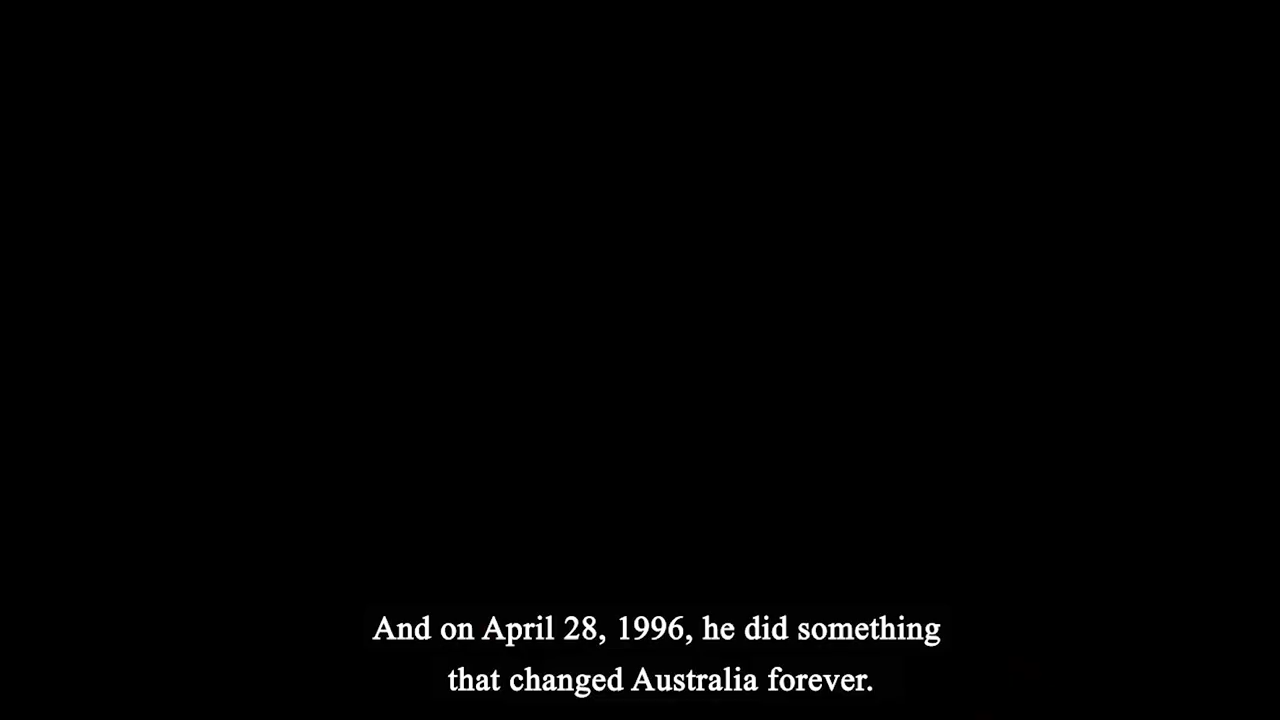 And on April 28, 1996, he did something
that changed Australia forever.